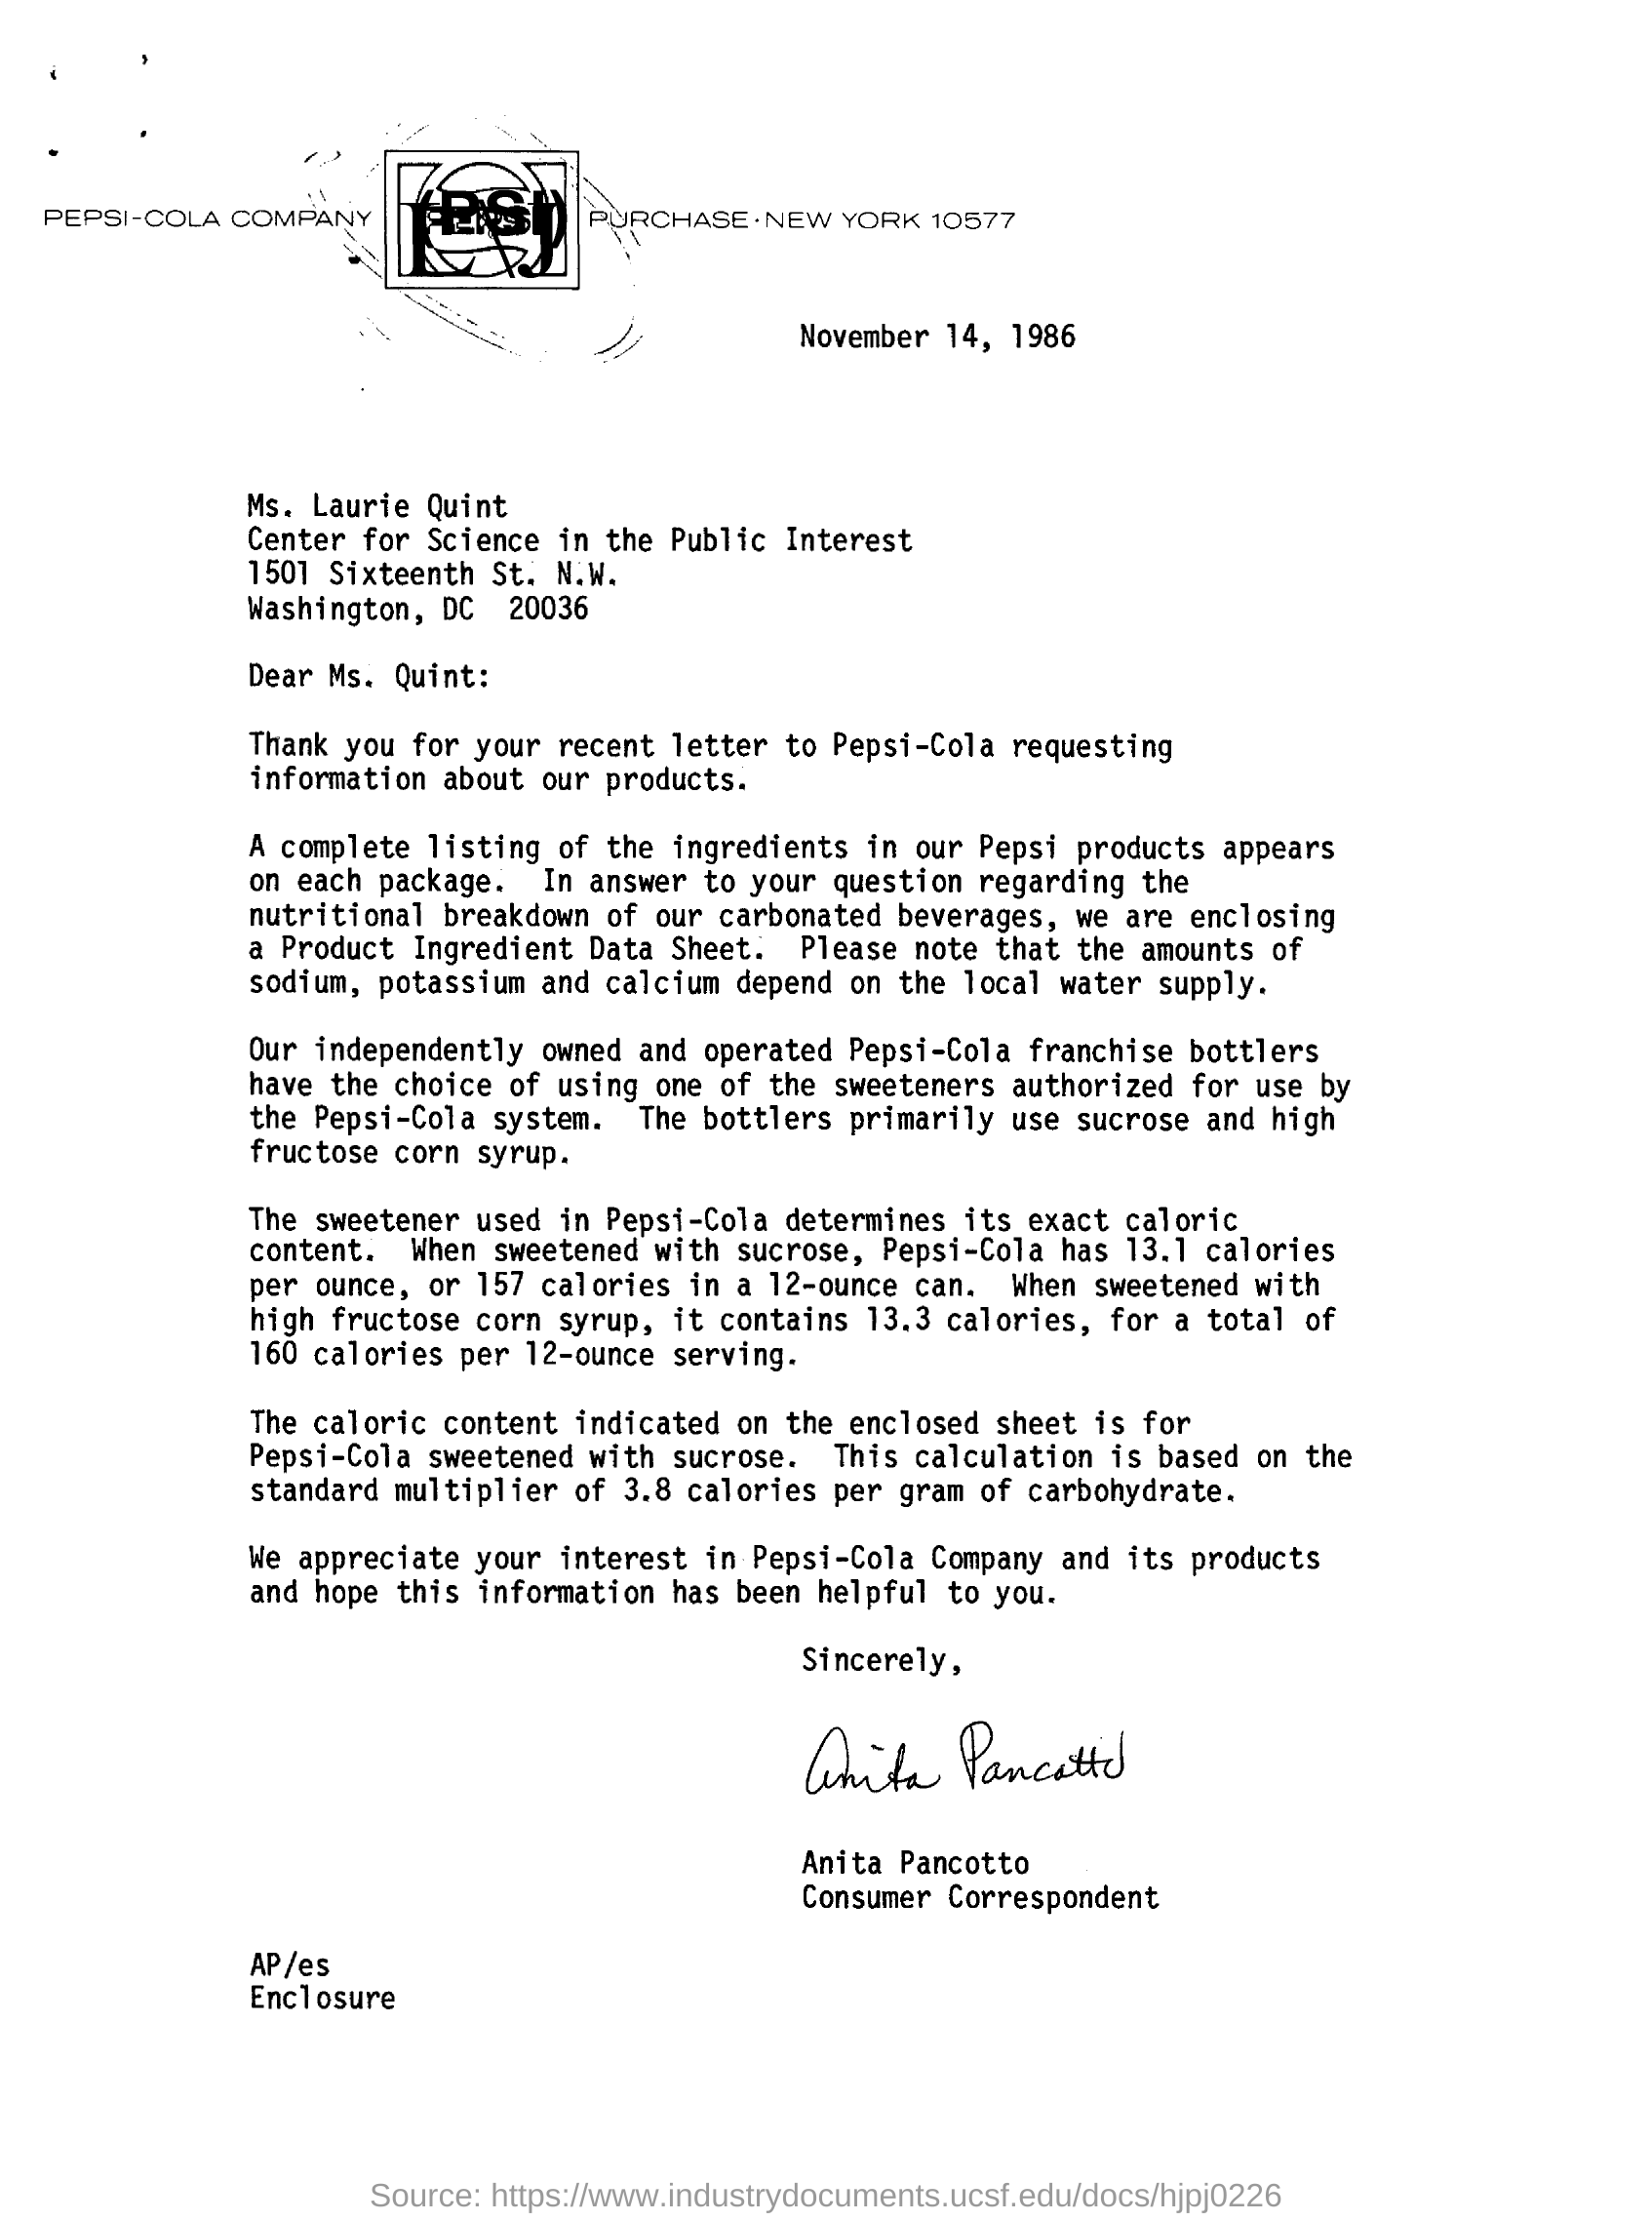 PEPSI-COLA COMPANY PURCHASE · NEW YORK 10577
November 14, 1986
Ms. Laurie Quint
Center for Science in the Public Interest
1501 Sixteenth St. N.W.
Washington, DC 20036
Dear Ms. Quint:
Thank you for your recent letter to Pepsi-Cola requesting
information about our products.
A complete listing of the ingredients in our Pepsi products appears
on each package. In answer to your question regarding the
nutritional breakdown of our carbonated beverages, we are enclosing
a Product Ingredient Data Sheet. Please note that the amounts of
sodium, potassium and calcium depend on the local water supply.
Our independently owned and operated Pepsi-Cola franchise bottlers
have the choice of using one of the sweeteners authorized for use by
the Pepsi-Cola system. The bottlers primarily use sucrose and high
fructose corn syrup.
The sweetener used in Pepsi-Cola determines its exact caloric
content. When sweetened with sucrose, Pepsi-Cola has 13.1 calories
per ounce, or 157 calories in a 12-ounce can. When sweetened with
high fructose corn syrup, it contains 13.3 calories, for a total of
160 calories per 12-ounce serving.
The caloric content indicated on the enclosed sheet is for
Pepsi-Cola sweetened with sucrose. This calculation is based on the
standard multiplier of 3.8 calories per gram of carbohydrate.
We appreciate your interest in Pepsi-Cola Company and its products
and hope this information has been helpful to you.
Sincerely,
Anita Pancotto
Anita Pancotto
Consumer Correspondent
AP/es
Enclosure
Source: https://www.industrydocuments.ucsf.edu/docs/hjpj0226